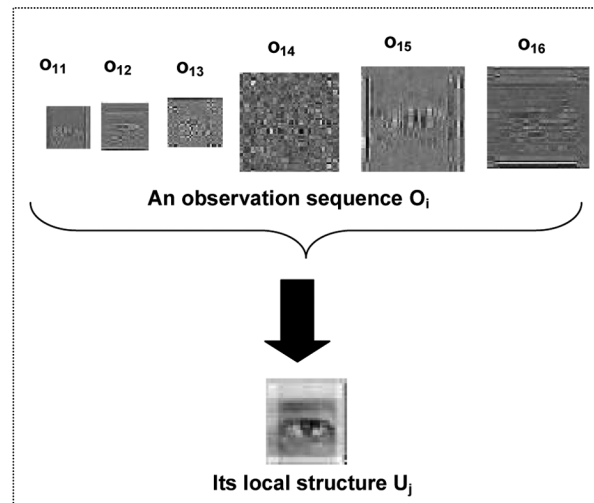 O11 O12 O13 O14 O15 O16
An observation sequence Oi
Its local structure Uj